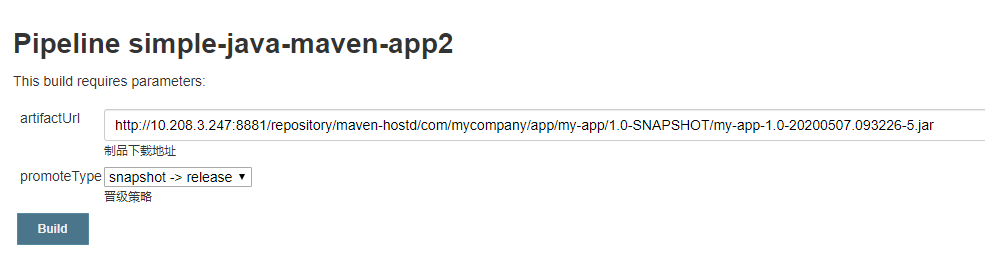 Pipeline simple-java-maven-app2
This build requires parameters:
artifactUrl
http://10.208.3.247:8881/repository/maven-hostd/com/mycompany/app/my-app/1.0-SNAPSHOT/my-app-1.0-20200507.093226-5.jar
制品下载地址
promoteType snapshot -> release
晋级策略
Build